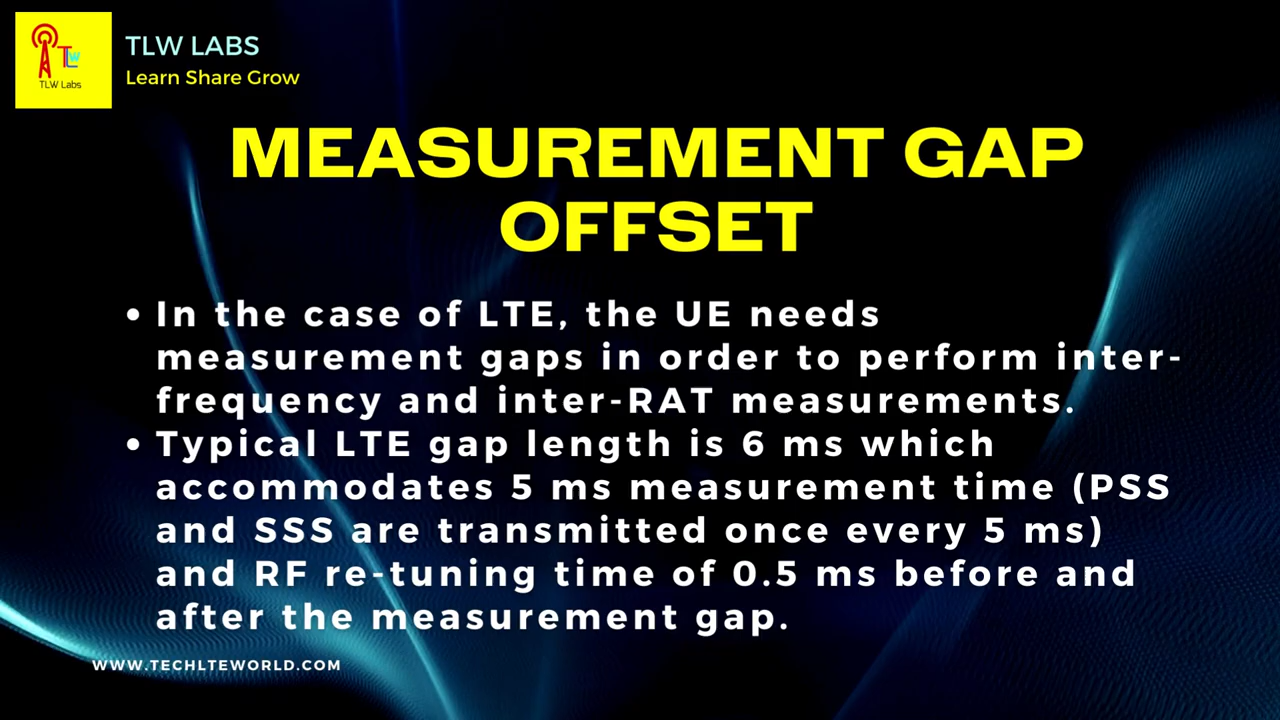 TLW
TLW Labs
TLW LABS
Learn Share Grow
MEASUREMENT GAP
OFFSET
• In the case of LTE, the UE needs
measurement gaps in order to perform inter-
frequency and inter-RAT measurements.
• Typical LTE gap length is 6 ms which
accommodates 5 ms measurement time (PSS
and SSS are transmitted once every 5 ms)
and RF re-tuning time of 0.5 ms before and
after the measurement gap.
WWW.TECHLTEWORLD.COM